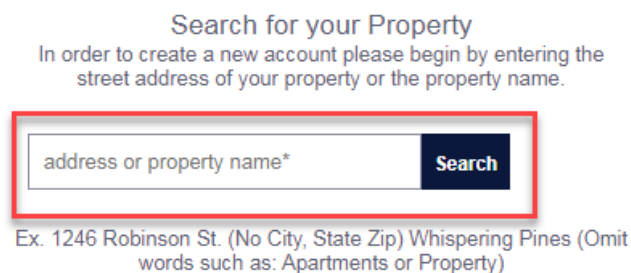 Search for your Property
In order to create a new account please begin by entering the
street address of your property or the property name.
address or property name*
Search
Ex. 1246 Robinson St. (No City, State Zip) Whispering Pines (Omit
words such as: Apartments or Property)